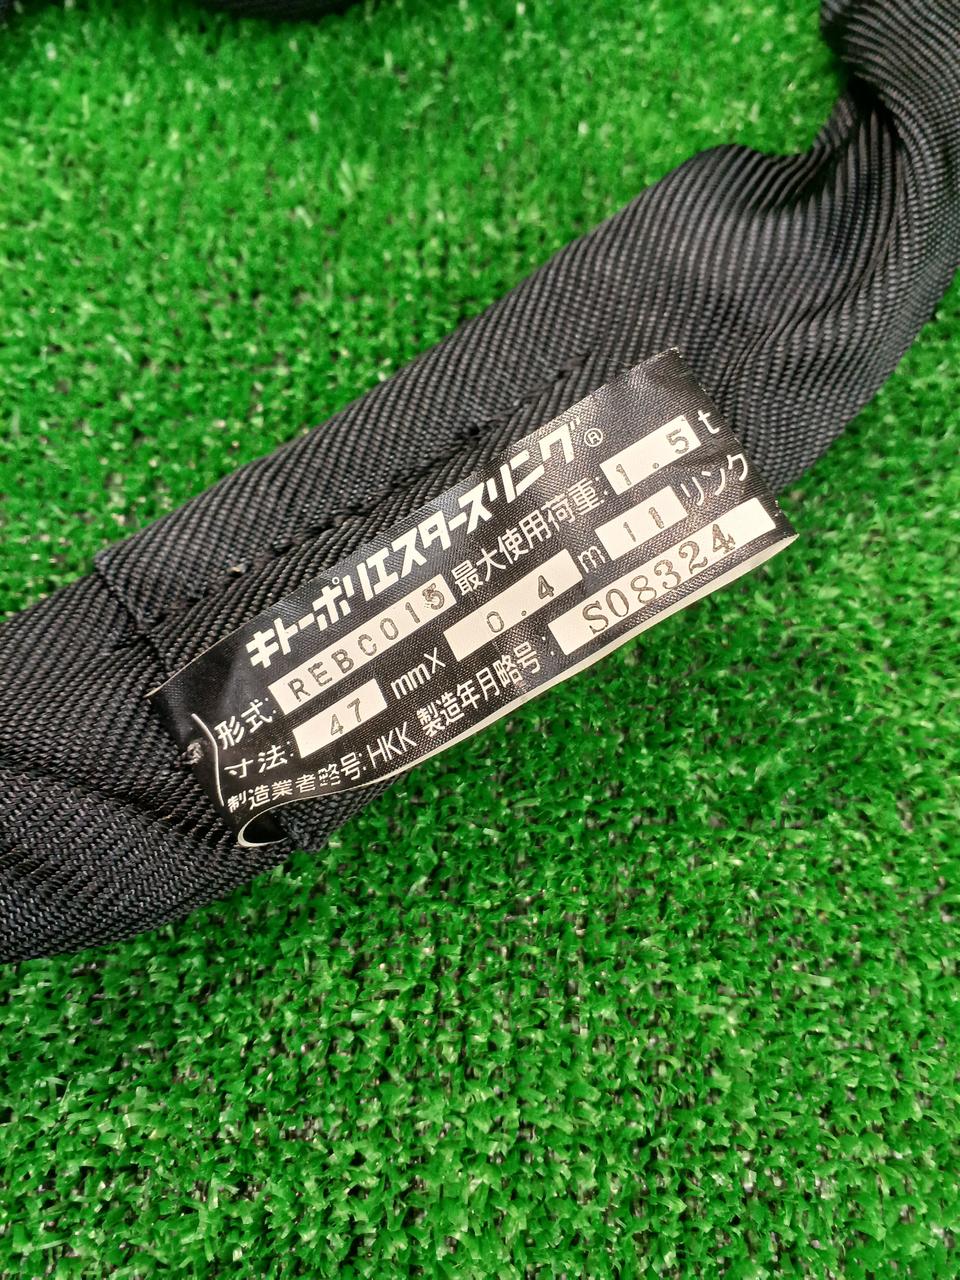 キトーポリエスタースリング®
形式: REBC015 最大使用荷重: 1.5 t
寸法: 47 mm× 0.4 m 11 リンク
製造業者略号: HKK 製造年月略号: S08324